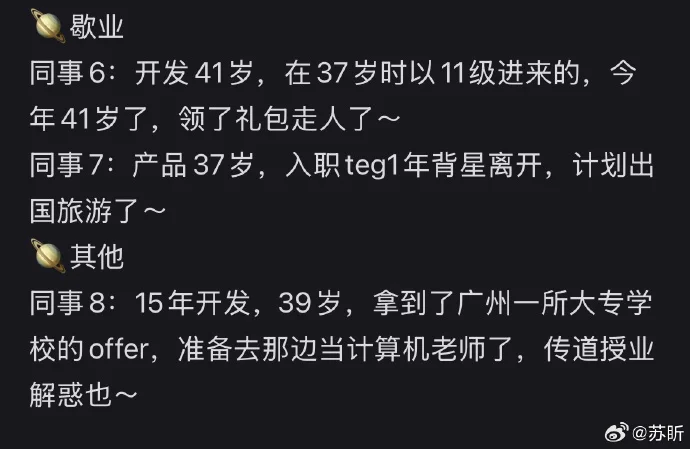 🪐歇业
同事6：开发41岁，在37岁时以11级进来的，今
年41岁了，领了礼包走人了～
同事7：产品37岁，入职teg1年背星离开，计划出
国旅游了～
🪐其他
同事8：15年开发，39岁，拿到了广州一所大专学
校的offer，准备去那边当计算机老师了，传道授业
解惑也～
@苏昕